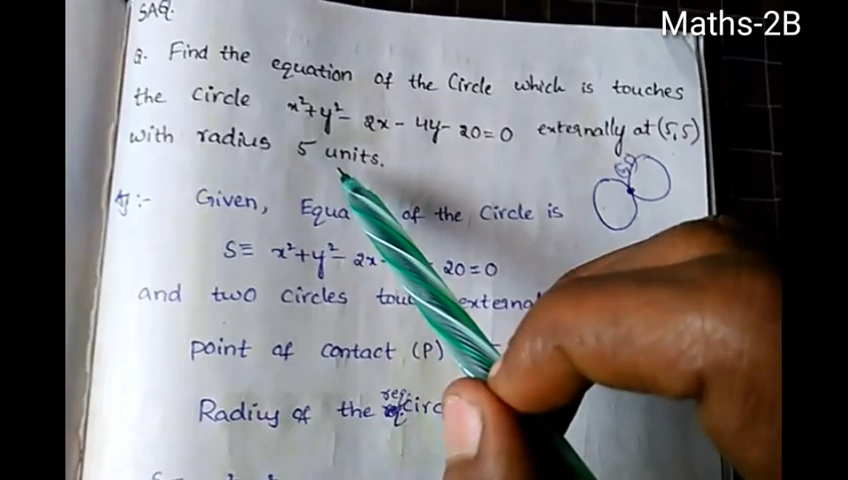 Maths-2B
SAQ.
Q. Find the equation of the Circle which is touches
the circle x²+y²-2x-4y-20=0 externally at (5,5)
with radius 5 units.
Given, Equa of the Circle is
S≡ x²+y²-2x- 20=0
and two circles touc external
point of contact (P)
Radius of the req circ